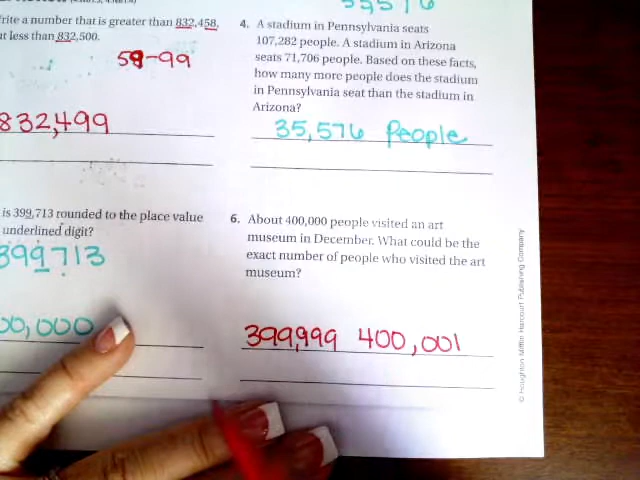 35,576
rite a number that is greater than 832,458,
t less than 832,500.
59-99
832,499
is 399,713 rounded to the place value
underlined digit?
399713
00,000
4. A stadium in Pennsylvania seats
107,282 people. A stadium in Arizona
seats 71,706 people. Based on these facts,
how many more people does the stadium
in Pennsylvania seat than the stadium in
Arizona?
35,576 People
6. About 400,000 people visited an art
museum in December. What could be the
exact number of people who visited the art
museum?
399,999 400,001
© Houghton Mifflin Harcourt Publishing Company